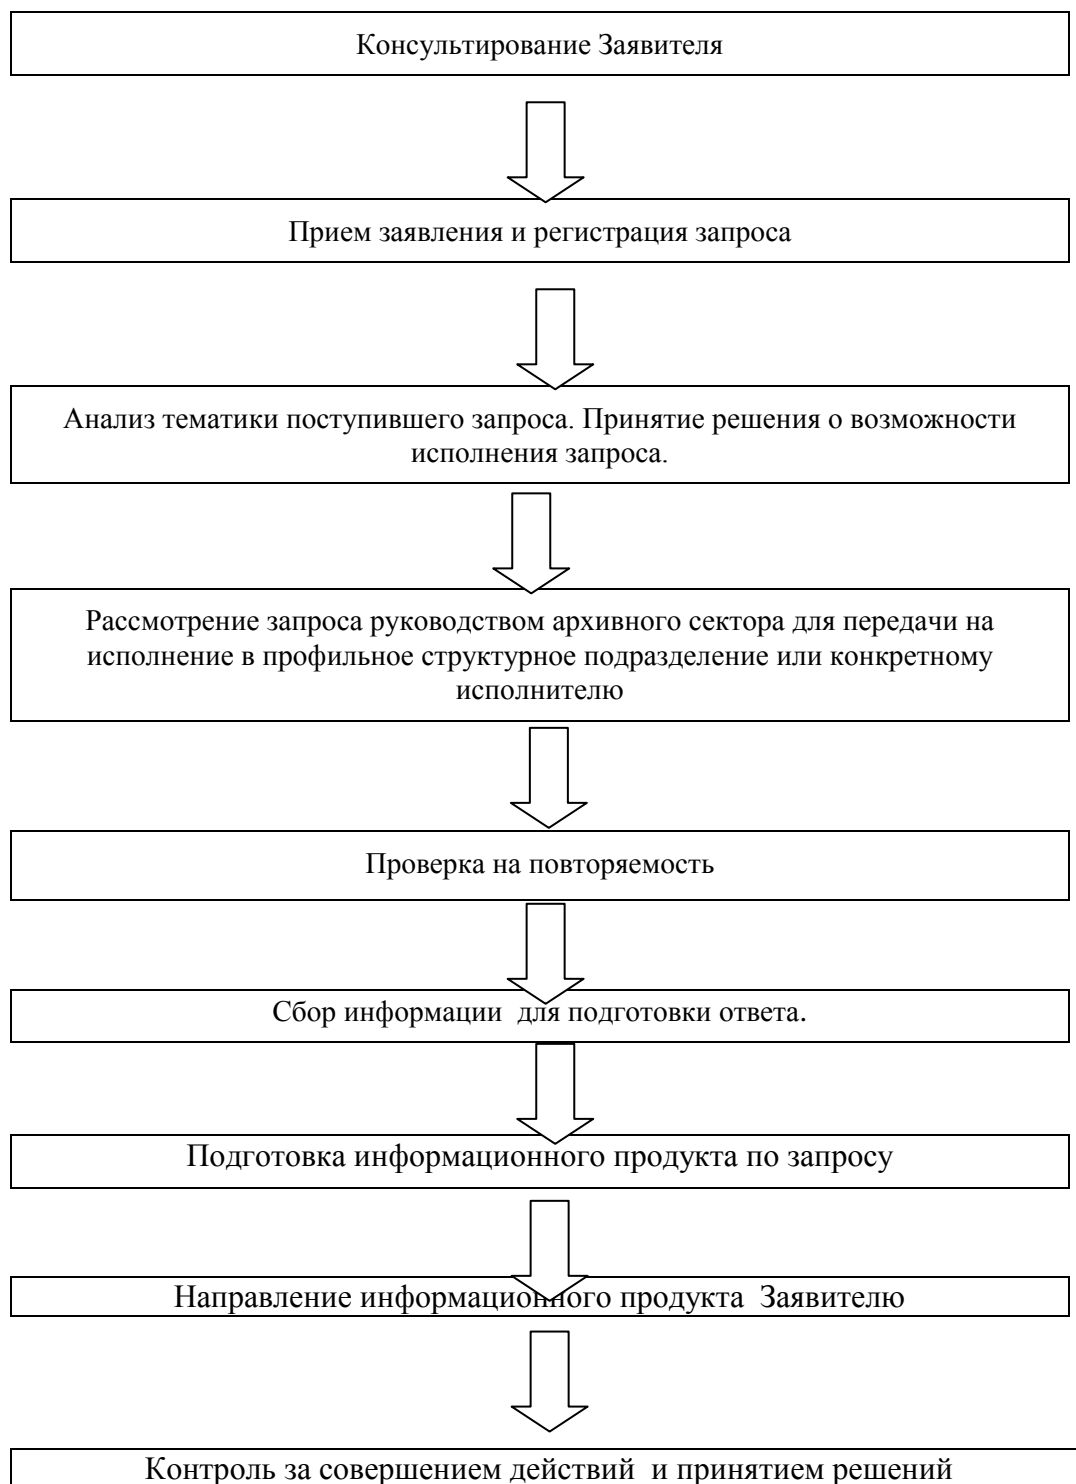 Консультирование Заявителя
Прием заявления и регистрация запроса
Анализ тематики поступившего запроса. Принятие решения о возможности
исполнения запроса.
Рассмотрение запроса руководством архивного сектора для передачи на
исполнение в профильное структурное подразделение или конкретному
исполнителю
Проверка на повторяемость
Сбор информации  для подготовки ответа.
Подготовка информационного продукта по запросу
Направление информационного продукта  Заявителю
Контроль за совершением действий  и принятием решений